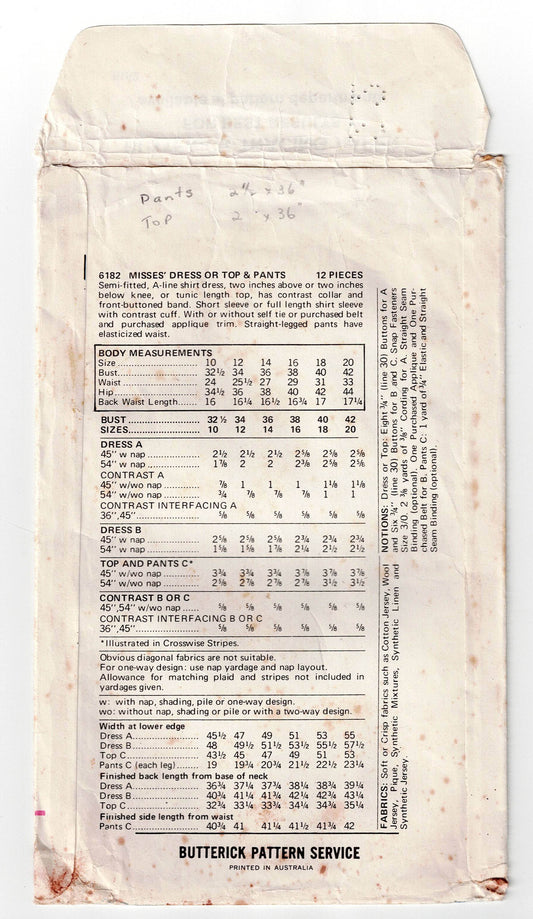 Pants 2½ x 36"
Top 2 x 36"
6182 MISSES' DRESS OR TOP & PANTS 12 PIECES
Semi-fitted, A-line shirt dress, two inches above or two inches
below knee, or tunic length top, has contrast collar and
front-buttoned band. Short sleeve or full length shirt sleeve
with contrast cuff. With or without self tie or purchased belt
and purchased applique trim. Straight-legged pants have
elasticized waist.
BODY MEASUREMENTS
Size 10 12 14 16 18 20
Bust 32½ 34 36 38 40 42
Waist 24 25½ 27 29 31 33
Hip 34½ 36 38 40 42 44
Back Waist Length 16 16¼ 16½ 16¾ 17 17¼
BUST 32 ½ 34 36 38 40 42
SIZES 10 12 14 16 18 20
DRESS A
45" w nap 2½ 2½ 2½ 2⅝ 2⅝ 2⅝
54" w nap 1⅞ 2 2 2⅜ 2⅝ 2⅝
CONTRAST A
45" w/wo nap ⅞ 1 1 1 1⅛ 1⅛
54" w/wo nap ¾ ⅞ ⅞ ⅞ 1 1
CONTRAST INTERFACING A
36",45" ⅝ ⅝ ⅝ ⅝ ⅝ ⅝
DRESS B
45" w nap 2⅝ 2⅝ 2⅝ 2¾ 2¾ 2¾
54" w nap 1⅝ 1⅝ 1⅞ 2¼ 2½ 2½
TOP AND PANTS C*
45" w/wo nap 3¾ 3¾ 3¾ 3⅞ 3⅞ 3⅞
54" w/wo nap 2⅝ 2⅞ 2⅞ 2⅞ 3½ 3½
CONTRAST B OR C
45",54" w/wo nap ⅝ ⅝ ⅝ ⅝ ⅝ ⅝
CONTRAST INTERFACING B OR C
36",45" ⅝ ⅝ ⅝ ⅝ ⅝ ⅝
*Illustrated in Crosswise Stripes.
Obvious diagonal fabrics are not suitable.
For one-way design: use nap yardage and nap layout.
Allowance for matching plaid and stripes not included in
yardages given.
w: with nap, shading, pile or one-way design.
wo: without nap, shading or pile or with a two-way design.
Width at lower edge
Dress A 45½ 47 49 51 53 55
Dress B 48 49½ 51½ 53½ 55½ 57½
Top C 43½ 45 47 49 51 53
Pants C (each leg) 19 19¼ 20¾ 21½ 22½ 23¼
Finished back length from base of neck
Dress A 36¾ 37¼ 37¾ 38¼ 38¾ 39¼
Dress B 40¾ 41¼ 41¾ 42¼ 42¾ 43¼
Top C 32¾ 33¼ 33¾ 34¼ 34¾ 35¼
Finished side length from waist
Pants C 40¾ 41 41¼ 41½ 41¾ 42
NOTIONS: Dress or Top: Eight ¾" (line 30) Buttons for A
and Six ¾" (line 30) Buttons for B and C. Snap Fasteners
Size 3/0. 2 ⅜ yards of ⅜" Cording for A. Straight Seam
Binding (optional). One Purchased Applique and One Pur-
chased Belt for B. Pants C: 1 yard of ¾" Elastic and Straight
Seam Binding (optional).
FABRICS: Soft or Crisp fabrics such as Cotton Jersey, Wool
Jersey, Pique, Synthetic Mixtures, Synthetic Linen and
Synthetic Jersey.
BUTTERICK PATTERN SERVICE
PRINTED IN AUSTRALIA